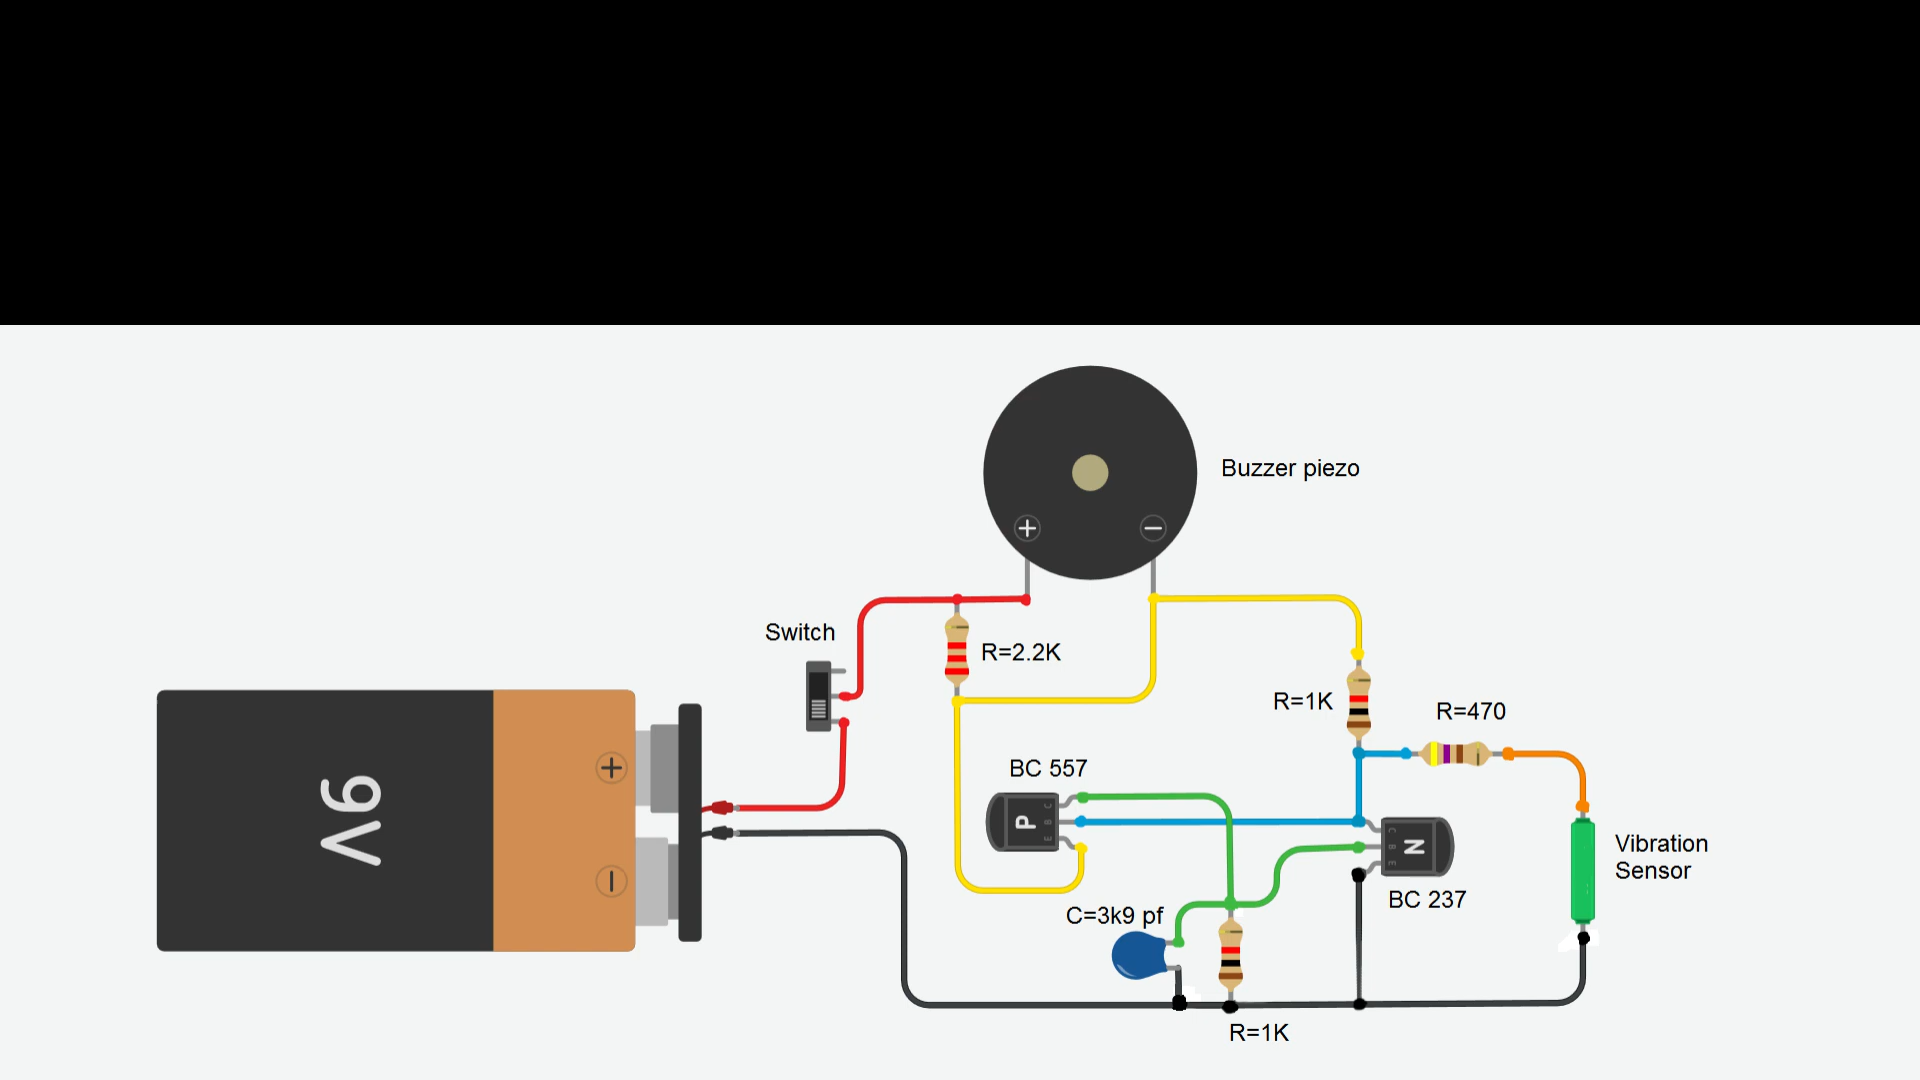 Buzzer piezo
+
−
Switch
R=2.2K
R=1K
R=470
9V
+
−
BC 557
P
C
B
E
N
C
B
E
Vibration
Sensor
BC 237
C=3k9 pf
R=1K